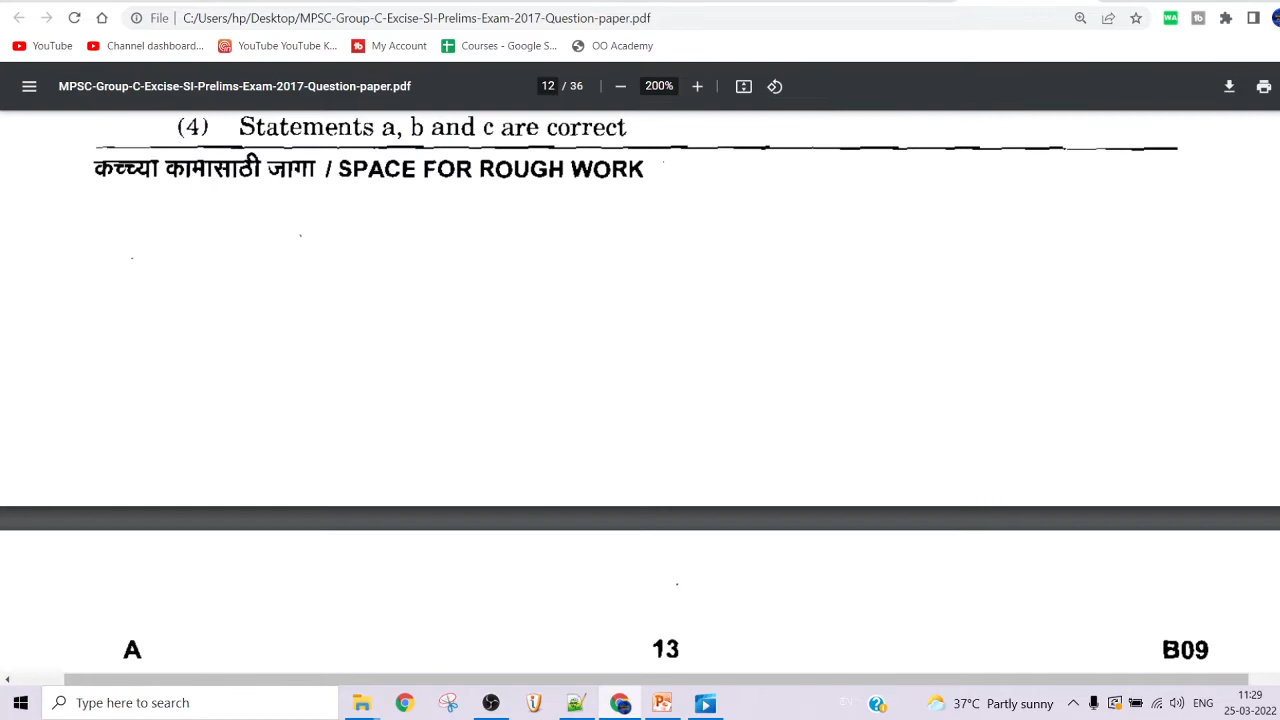 File C:/Users/hp/Desktop/MPSC-Group-C-Excise-SI-Prelims-Exam-2017-Question-paper.pdf
YouTube Channel dashboard... YouTube YouTube K... My Account Courses - Google S... OO Academy
MPSC-Group-C-Excise-SI-Prelims-Exam-2017-Question-paper.pdf 12 / 36 200%
(4) Statements a, b and c are correct
कच्च्या कामासाठी जागा / SPACE FOR ROUGH WORK
A 13 B09
Type here to search 37°C Partly sunny ENG 11:29
25-03-2022